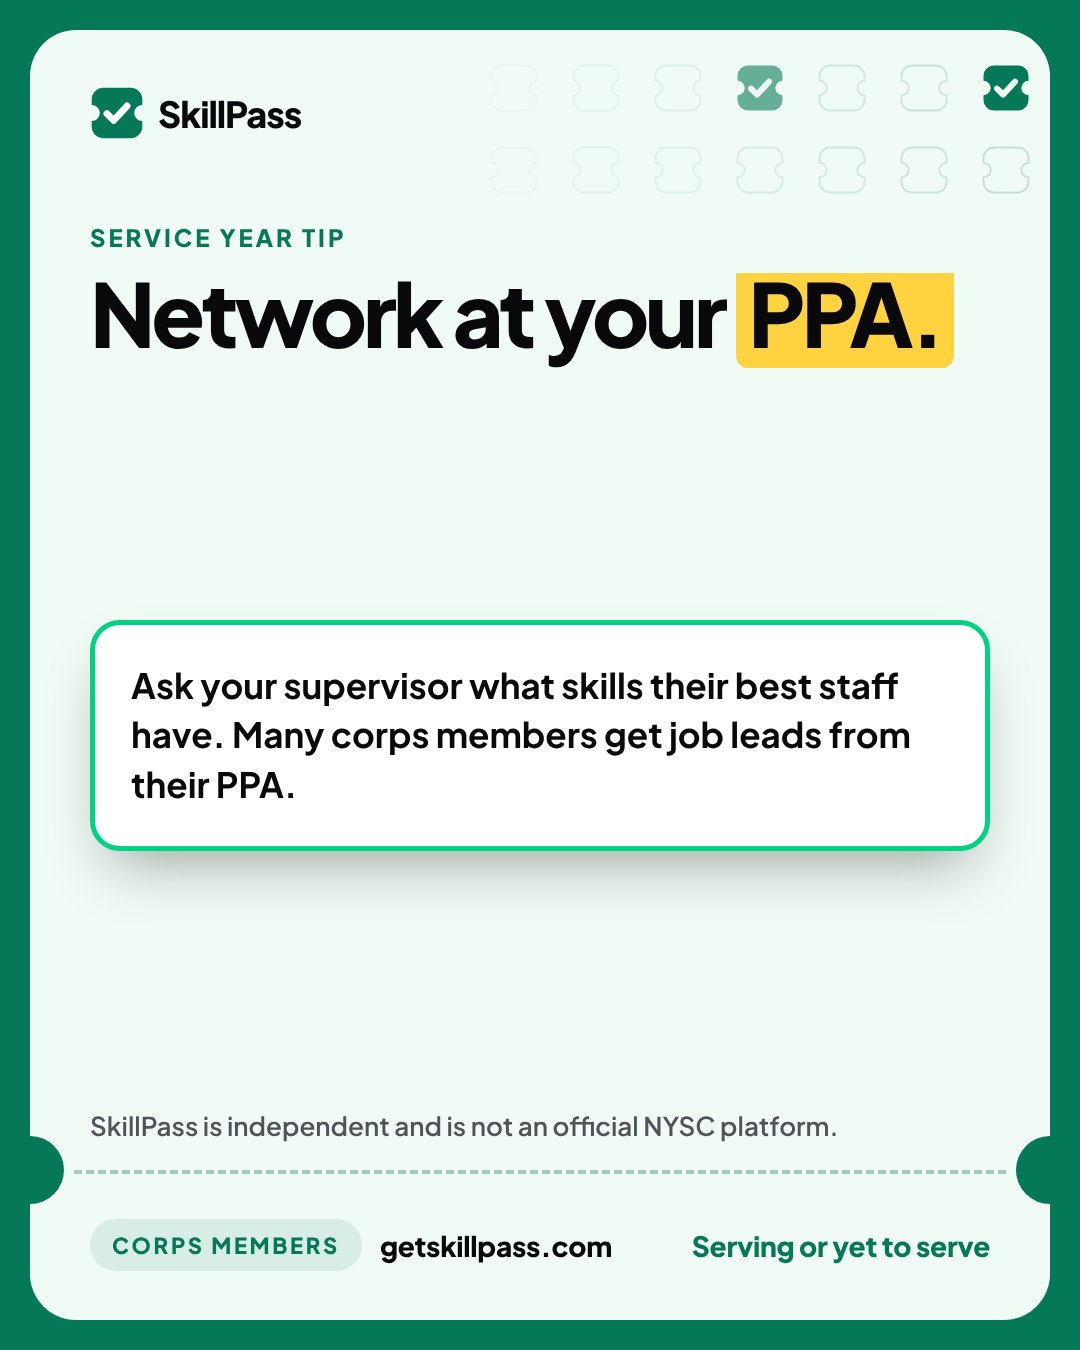 SkillPass
SERVICE YEAR TIP
Network at your PPA.
Ask your supervisor what skills their best staff
have. Many corps members get job leads from
their PPA.
SkillPass is independent and is not an official NYSC platform.
CORPS MEMBERS getskillpass.com Serving or yet to serve